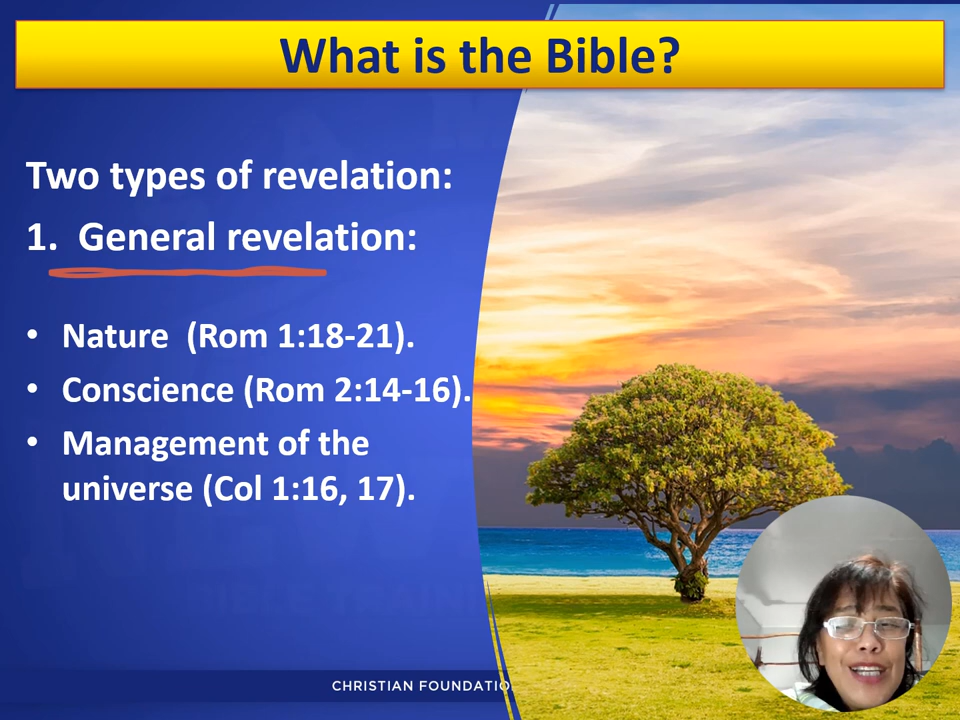 What is the Bible?
Two types of revelation:
1. General revelation:
• Nature (Rom 1:18-21).
• Conscience (Rom 2:14-16).
• Management of the
universe (Col 1:16, 17).
CHRISTIAN FOUNDATIO